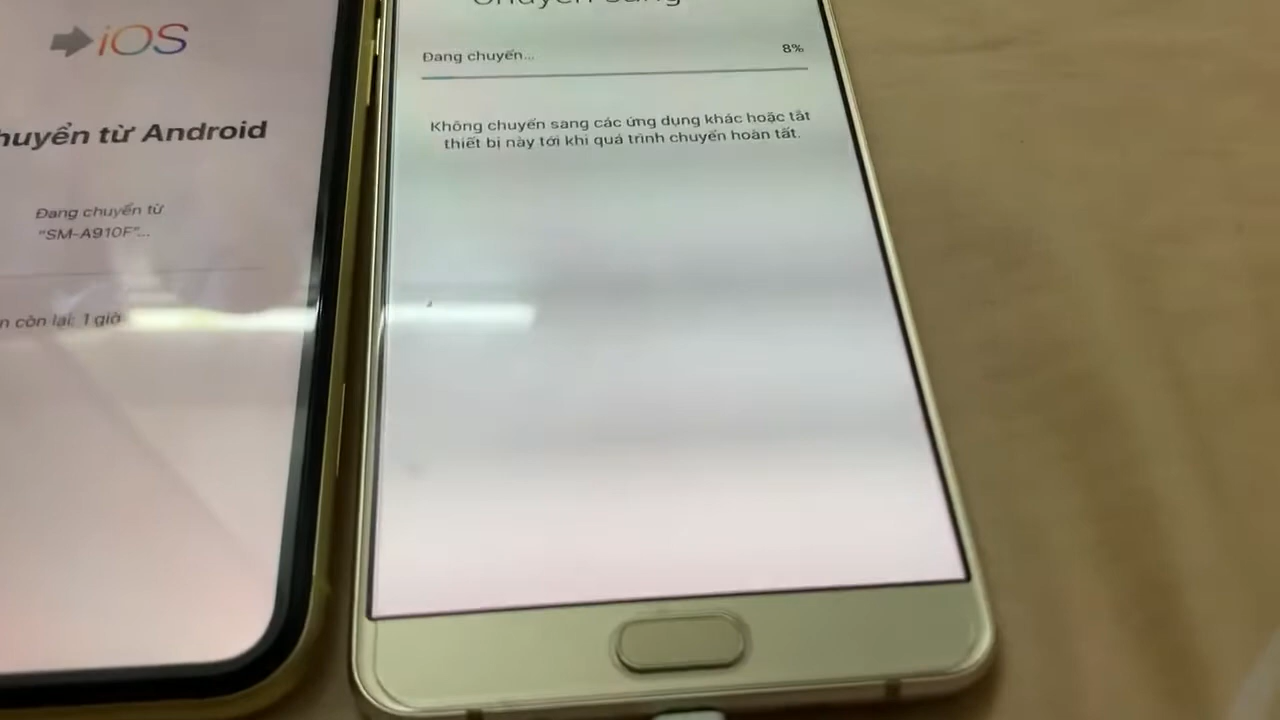 iOS
huyển từ Android
Đang chuyển từ
"SM-A910F"...
n còn lại: 1 giờ
Chuyển sang
Đang chuyển...
8%
Không chuyển sang các ứng dụng khác hoặc tắt
thiết bị này tới khi quá trình chuyển hoàn tất.